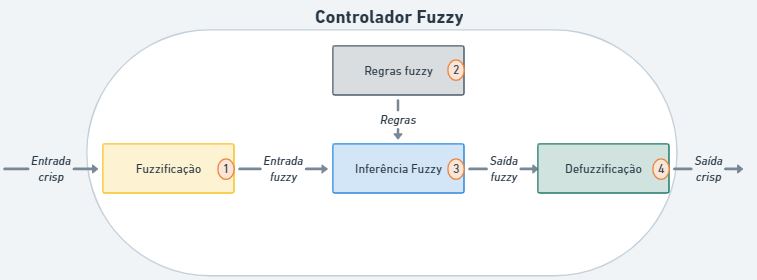 Controlador Fuzzy
Regras fuzzy
2
Regras
Entrada
crisp
Fuzzificação
1
Entrada
fuzzy
Inferência Fuzzy
3
Saída
fuzzy
Defuzzificação
4
Saída
crisp